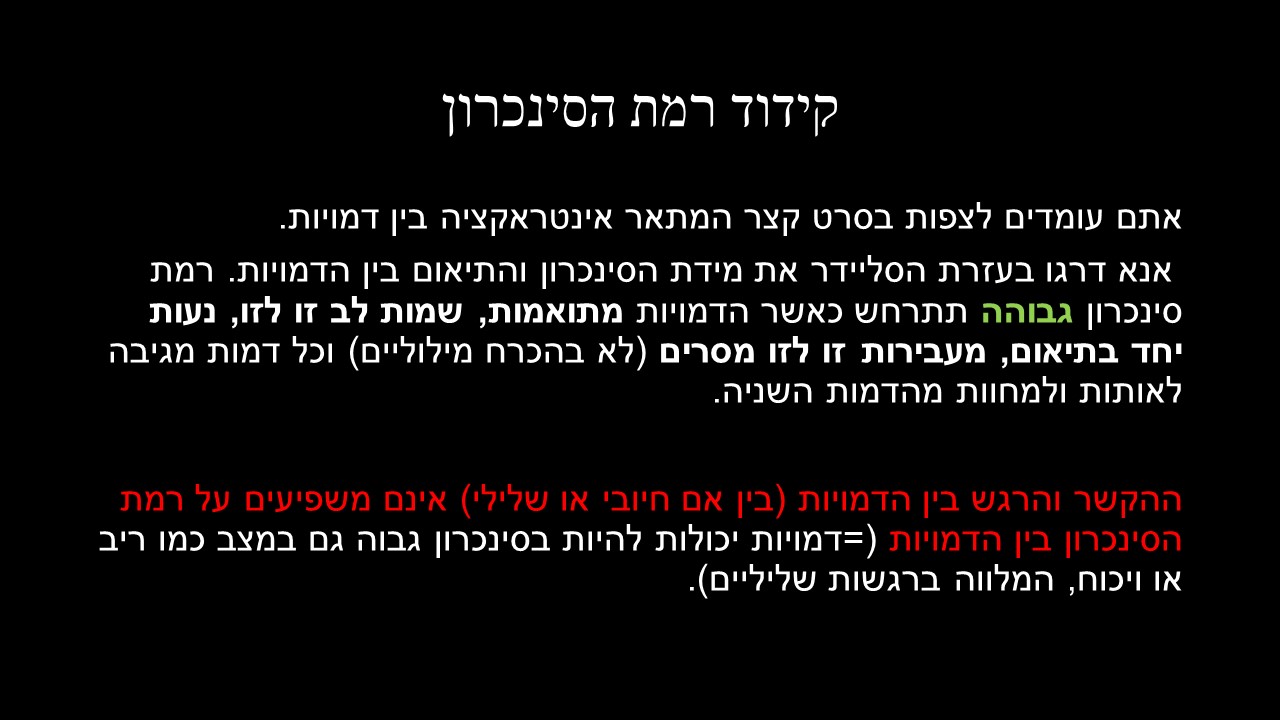 קידוד רמת הסינכרון
אתם עומדים לצפות בסרט קצר המתאר אינטראקציה בין דמויות.
אנא דרגו בעזרת הסליידר את מידת הסינכרון והתיאום בין הדמויות. רמת
סינכרון גבוהה תתרחש כאשר הדמויות מתואמות, שמות לב זו לזו, נעות
יחד בתיאום, מעבירות זו לזו מסרים (לא בהכרח מילוליים) וכל דמות מגיבה
לאותות ולמחוות מהדמות השניה.
ההקשר והרגש בין הדמויות (בין אם חיובי או שלילי) אינם משפיעים על רמת
הסינכרון בין הדמויות (=דמויות יכולות להיות בסינכרון גבוה גם במצב כמו ריב
או ויכוח, המלווה ברגשות שליליים).